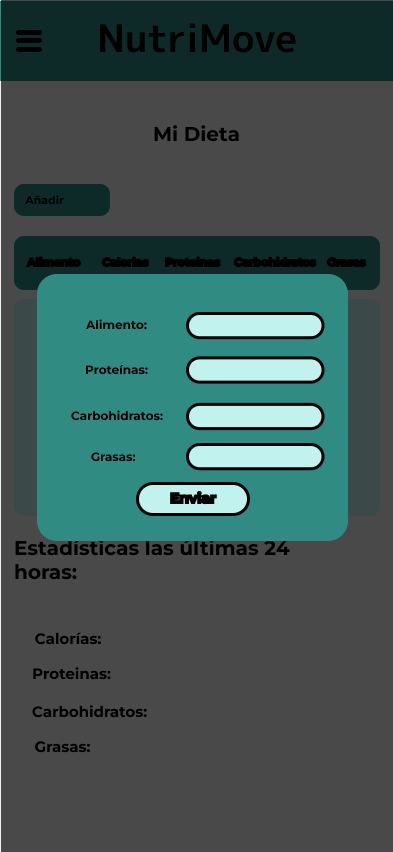 NutriMove
Mi Dieta
Añadir
Alimento Calorías Proteinas Carbohidratos Grasas
Alimento:
Proteínas:
Carbohidratos:
Grasas:
Enviar
Estadísticas las últimas 24
horas:
Calorías:
Proteinas:
Carbohidratos:
Grasas: